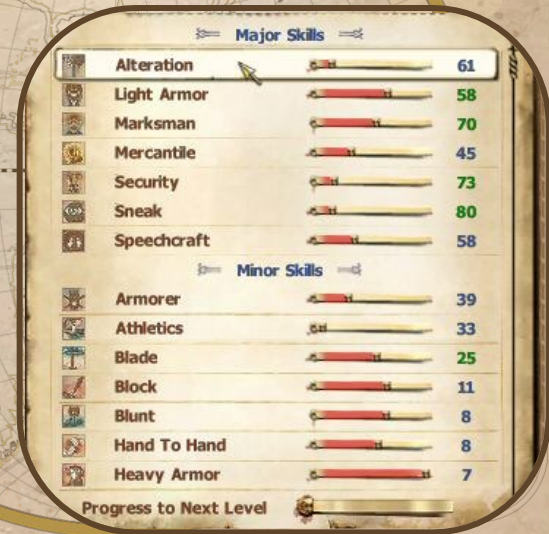 Major Skills
Alteration 61
Light Armor 58
Marksman 70
Mercantile 45
Security 73
Sneak 80
Speechcraft 58
Minor Skills
Armorer 39
Athletics 33
Blade 25
Block 11
Blunt 8
Hand To Hand 8
Heavy Armor 7
Progress to Next Level